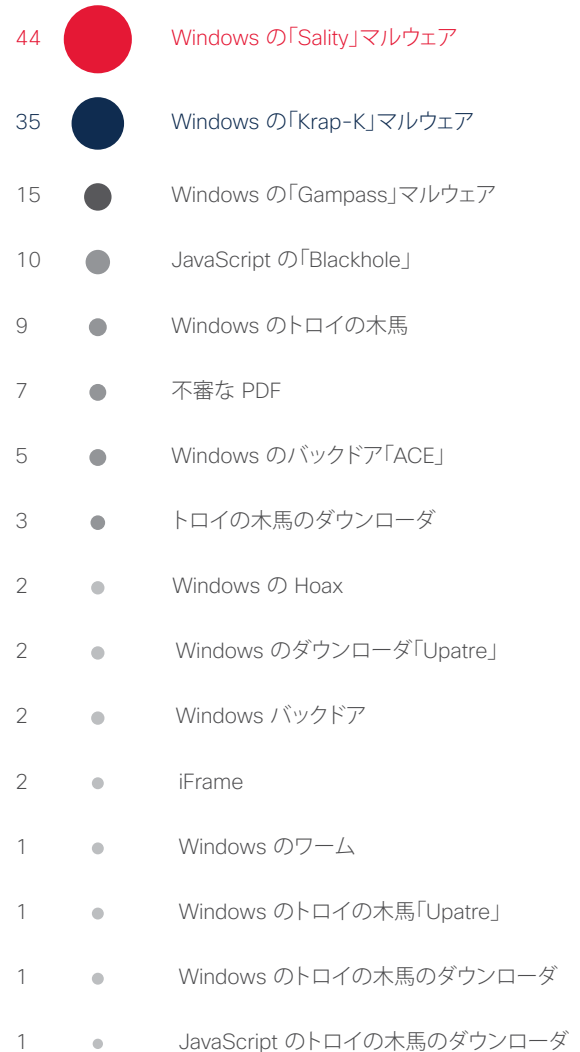 44 Windows の「Sality」マルウェア
35 Windows の「Krap-K」マルウェア
15 Windows の「Gampass」マルウェア
10 JavaScript の「Blackhole」
9 Windows のトロイの木馬
7 不審な PDF
5 Windows のバックドア「ACE」
3 トロイの木馬のダウンローダ
2 Windows の Hoax
2 Windows のダウンローダ「Upatre」
2 Windows バックドア
2 iFrame
1 Windows のワーム
1 Windows のトロイの木馬「Upatre」
1 Windows のトロイの木馬のダウンローダ
1 JavaScript のトロイの木馬のダウンローダ